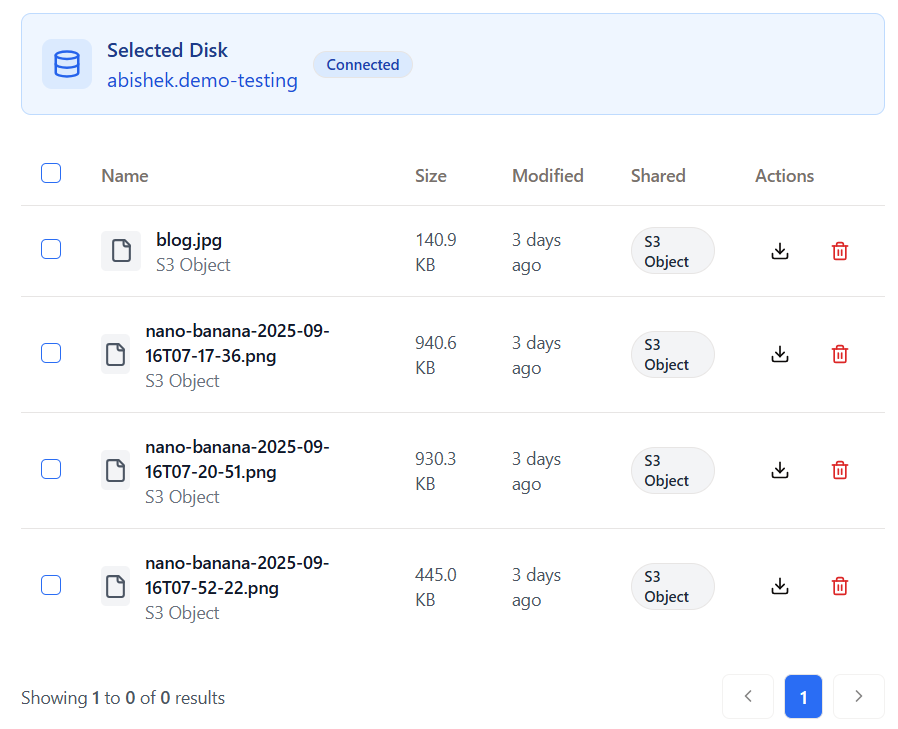 Selected Disk
abishek.demo-testing
Connected
Name Size Modified Shared Actions
blog.jpg
S3 Object
140.9
KB
3 days
ago
S3
Object
nano-banana-2025-09-
16T07-17-36.png
S3 Object
940.6
KB
3 days
ago
S3
Object
nano-banana-2025-09-
16T07-20-51.png
S3 Object
930.3
KB
3 days
ago
S3
Object
nano-banana-2025-09-
16T07-52-22.png
S3 Object
445.0
KB
3 days
ago
S3
Object
Showing 1 to 0 of 0 results
1